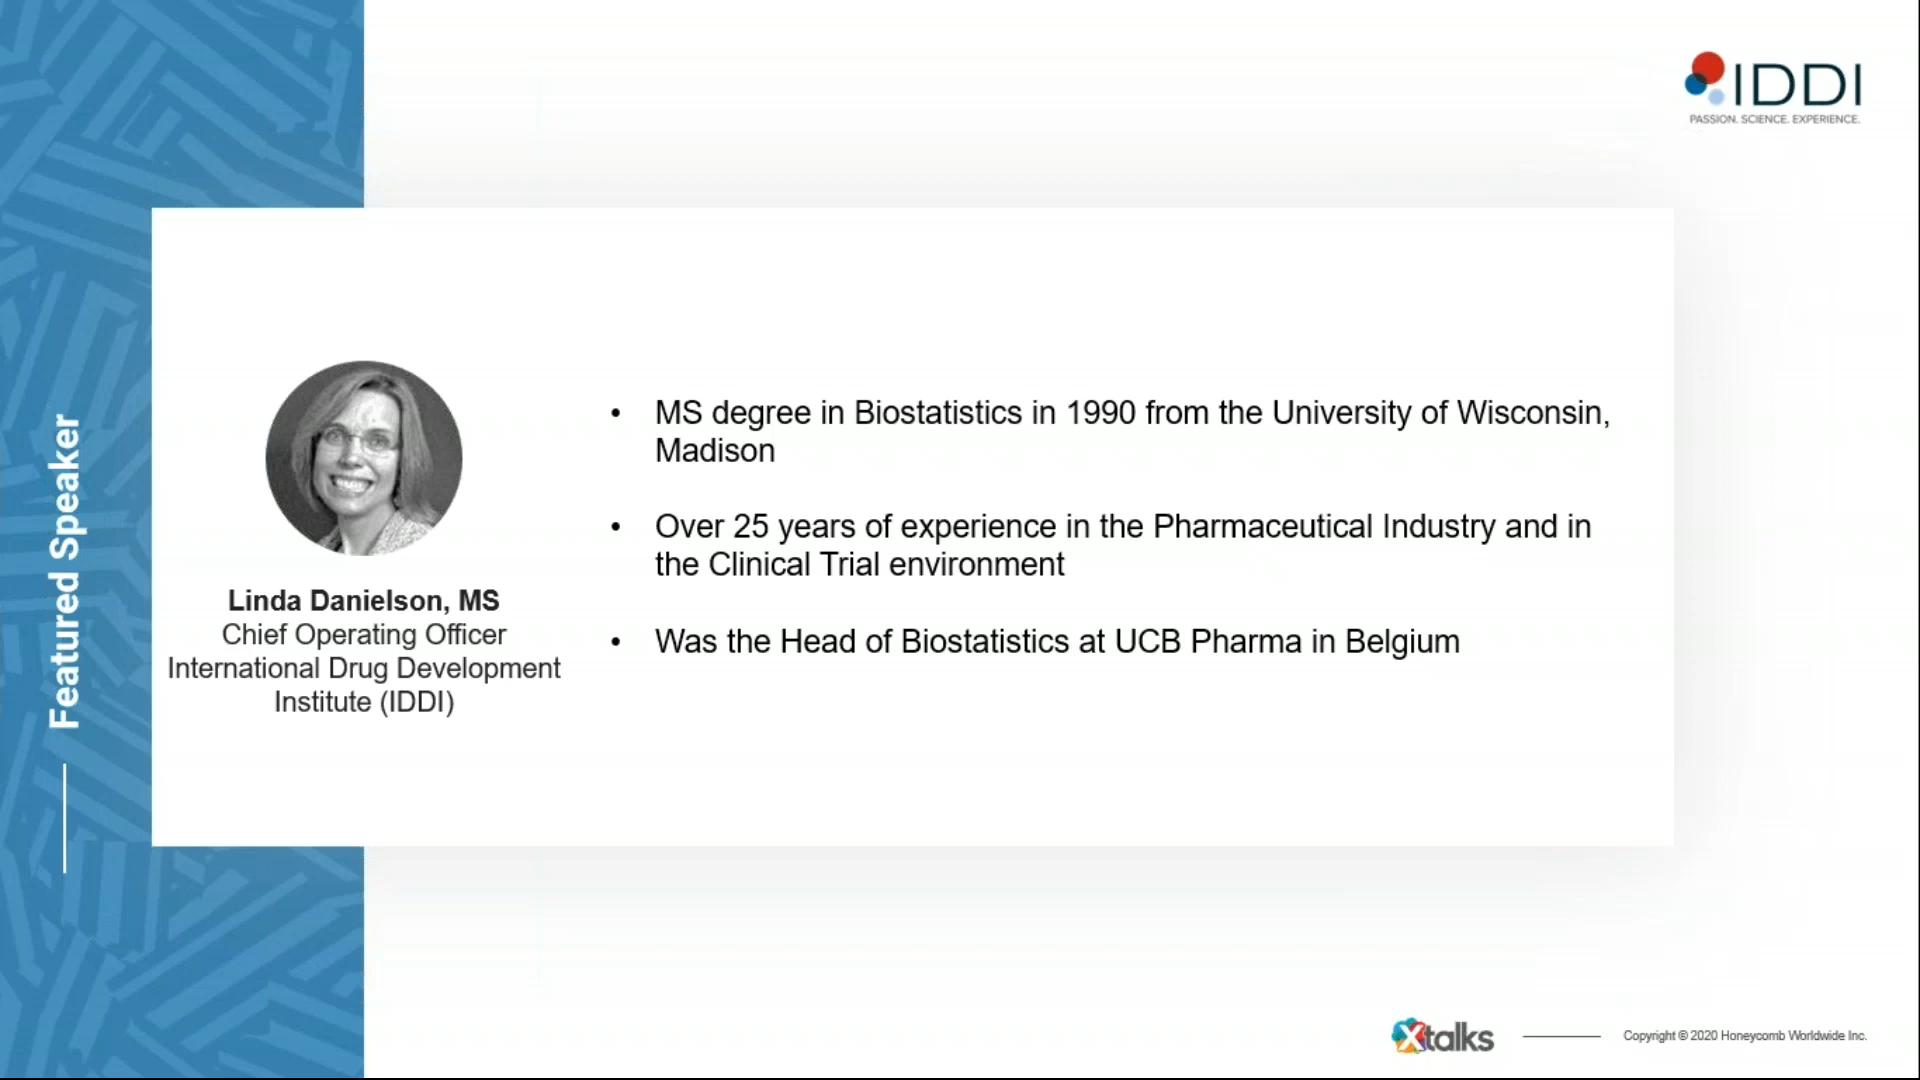 IDDI
PASSION. SCIENCE. EXPERIENCE.
Featured Speaker
Linda Danielson, MS
Chief Operating Officer
International Drug Development
Institute (IDDI)
• MS degree in Biostatistics in 1990 from the University of Wisconsin,
Madison
• Over 25 years of experience in the Pharmaceutical Industry and in
the Clinical Trial environment
• Was the Head of Biostatistics at UCB Pharma in Belgium
Xtalks
Copyright © 2020 Honeycomb Worldwide Inc.